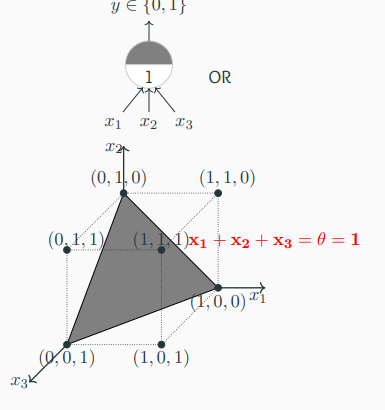 y ∈ {0, 1}
1
OR
x₁ x₂ x₃
x₂
(0, 1, 0) (1, 1, 0)
(0, 1, 1) (1, 1, 1) x₁ + x₂ + x₃ = θ = 1
(1, 0, 0) x₁
(0, 0, 1) (1, 0, 1)
x₃